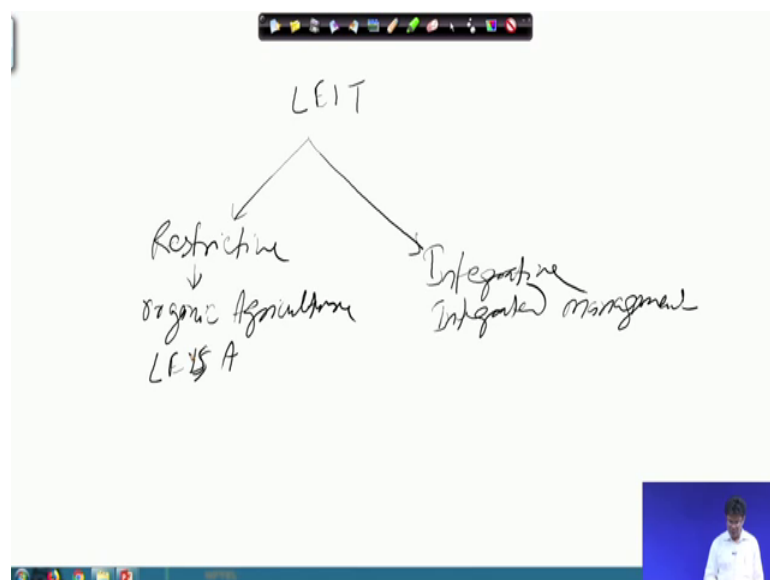 LEIT
Restrictive
Integrative
organic Agriculture
Integrated management
LEISA